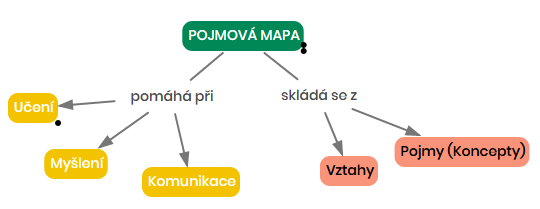 POJMOVÁ MAPA
pomáhá při
skládá se z
Učení
Myšlení
Komunikace
Vztahy
Pojmy (Koncepty)